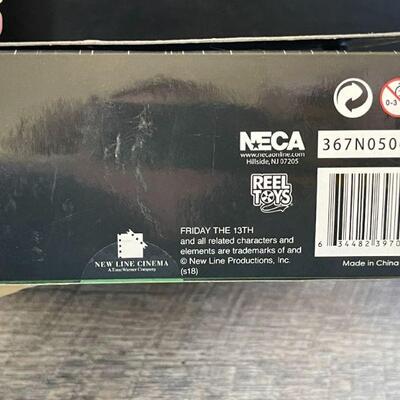 0-3
NECA
www.necaonline.com
Hillside, NJ 07205
367N050
REEL
TOYS
FRIDAY THE 13TH
and all related characters and
elements are trademarks of and
© New Line Productions, Inc.
(s18)
NEW LINE CINEMA
A Time Warner Company
6 34482 3970
Made in China